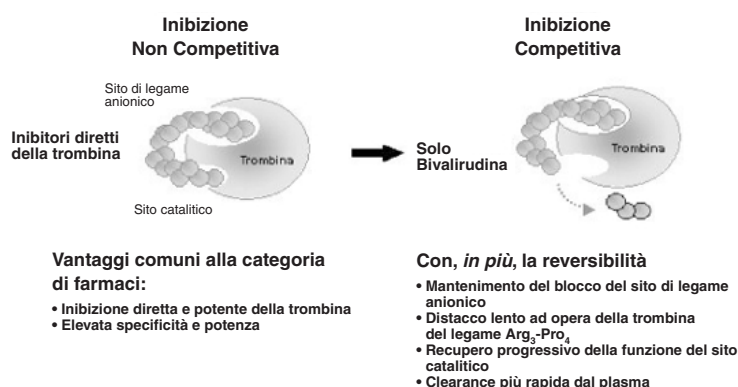 Inibizione
Non Competitiva
Sito di legame
anionico
Inibitori diretti
della trombina
Trombina
Sito catalitico
Vantaggi comuni alla categoria
di farmaci:
• Inibizione diretta e potente della trombina
• Elevata specificità e potenza
Inibizione
Competitiva
Solo
Bivalirudina
Trombina
Con, in più, la reversibilità
• Mantenimento del blocco del sito di legame
anionico
• Distacco lento ad opera della trombina
del legame Arg₃-Pro₄
• Recupero progressivo della funzione del sito
catalitico
• Clearance più rapida dal plasma